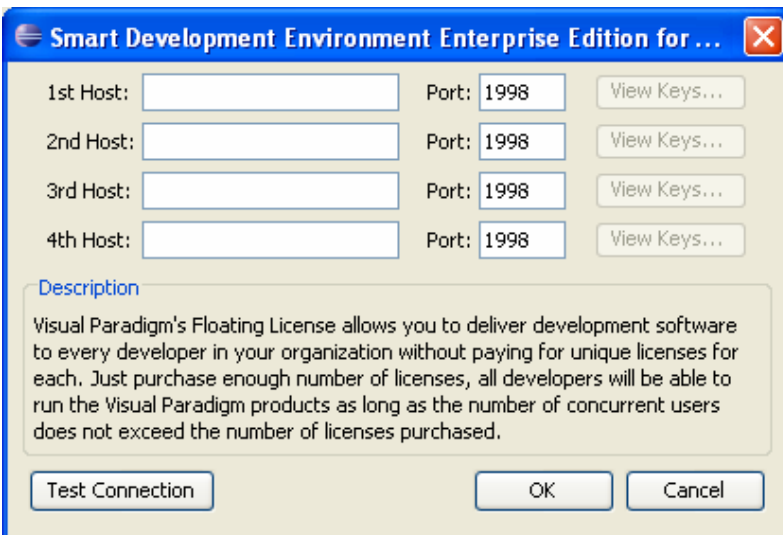 Smart Development Environment Enterprise Edition for ...
1st Host: Port: 1998 View Keys...
2nd Host: Port: 1998 View Keys...
3rd Host: Port: 1998 View Keys...
4th Host: Port: 1998 View Keys...
Description
Visual Paradigm's Floating License allows you to deliver development software
to every developer in your organization without paying for unique licenses for
each. Just purchase enough number of licenses, all developers will be able to
run the Visual Paradigm products as long as the number of concurrent users
does not exceed the number of licenses purchased.
Test Connection OK Cancel